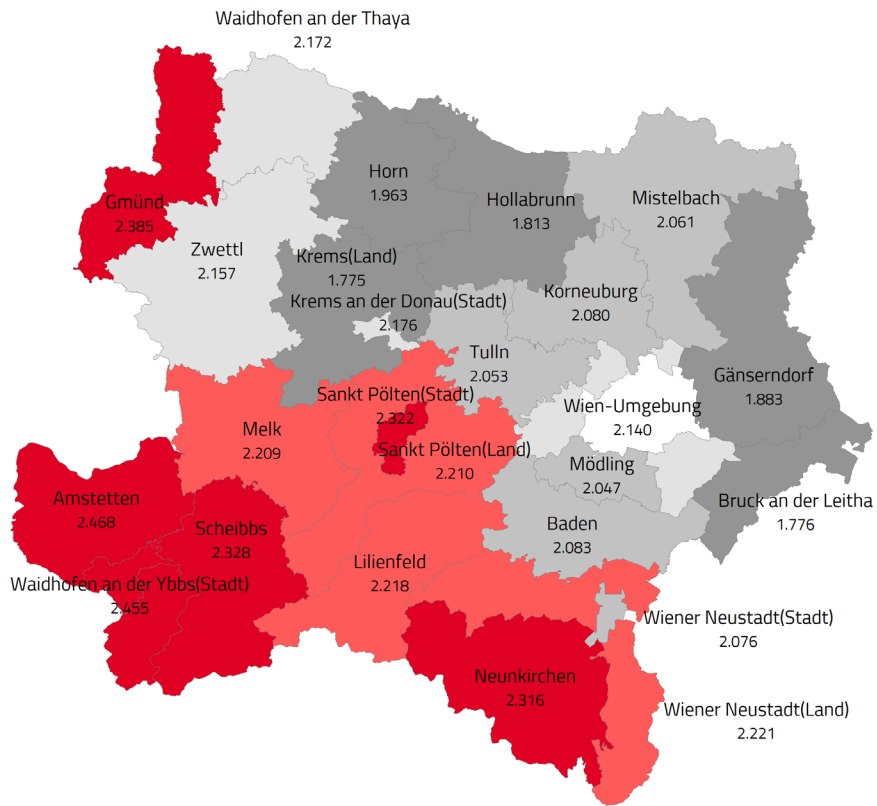 Waidhofen an der Thaya
2.172
Horn
1.963
Hollabrunn
1.813
Mistelbach
2.061
Gmünd
2.385
Zwettl
2.157
Krems(Land)
1.775
Krems an der Donau(Stadt)
2.176
Korneuburg
2.080
Tulln
2.053
Gänserndorf
1.883
Sankt Pölten(Stadt)
2.322
Wien-Umgebung
2.140
Melk
2.209
Sankt Pölten(Land)
2.210
Mödling
2.047
Amstetten
2.468
Scheibbs
2.328
Baden
2.083
Bruck an der Leitha
1.776
Lilienfeld
2.218
Waidhofen an der Ybbs(Stadt)
2.455
Wiener Neustadt(Stadt)
2.076
Neunkirchen
2.316
Wiener Neustadt(Land)
2.221